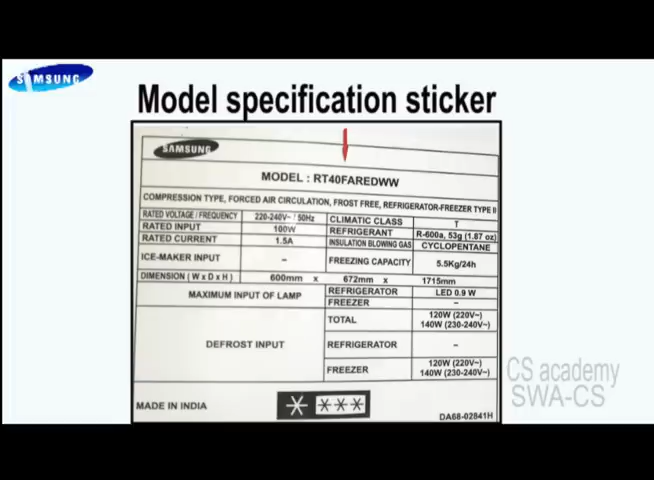 SAMSUNG
Model specification sticker
SAMSUNG
MODEL : RT40FAREDWW
COMPRESSION TYPE, FORCED AIR CIRCULATION, FROST FREE, REFRIGERATOR-FREEZER TYPE II
RATED VOLTAGE / FREQUENCY 220-240V~ / 50Hz CLIMATIC CLASS T
RATED INPUT 100W REFRIGERANT R-600a, 53g (1.87 oz)
RATED CURRENT 1.5A INSULATION BLOWING GAS CYCLOPENTANE
ICE-MAKER INPUT – FREEZING CAPACITY 5.5Kg/24h
DIMENSION ( W x D x H ) 600mm x 672mm x 1715mm
MAXIMUM INPUT OF LAMP REFRIGERATOR LED 0.9 W
FREEZER –
DEFROST INPUT TOTAL 120W (220V~)
140W (230-240V~)
REFRIGERATOR –
FREEZER 120W (220V~)
140W (230-240V~)
MADE IN INDIA
DA68-02841H
CS academy
SWA-CS